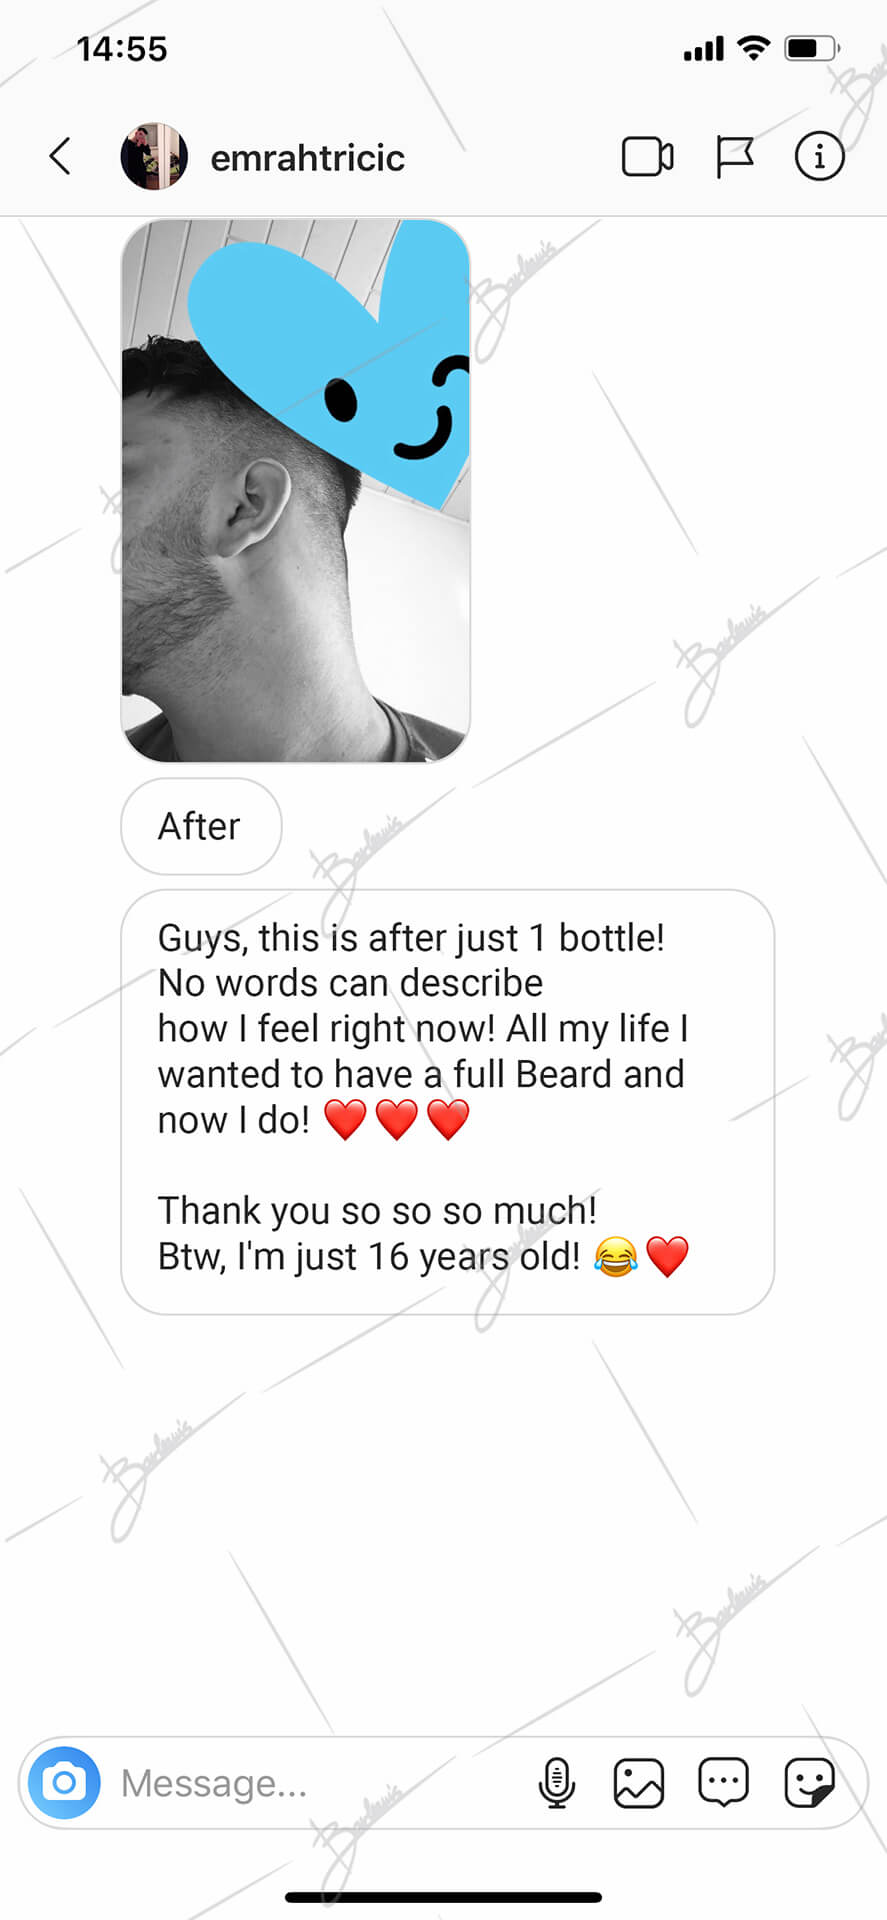 14:55
emrahtricic
After
Guys, this is after just 1 bottle!
No words can describe
how I feel right now! All my life I
wanted to have a full Beard and
now I do! ❤️❤️❤️
Thank you so so so much!
Btw, I'm just 16 years old! 😂❤️
Message...